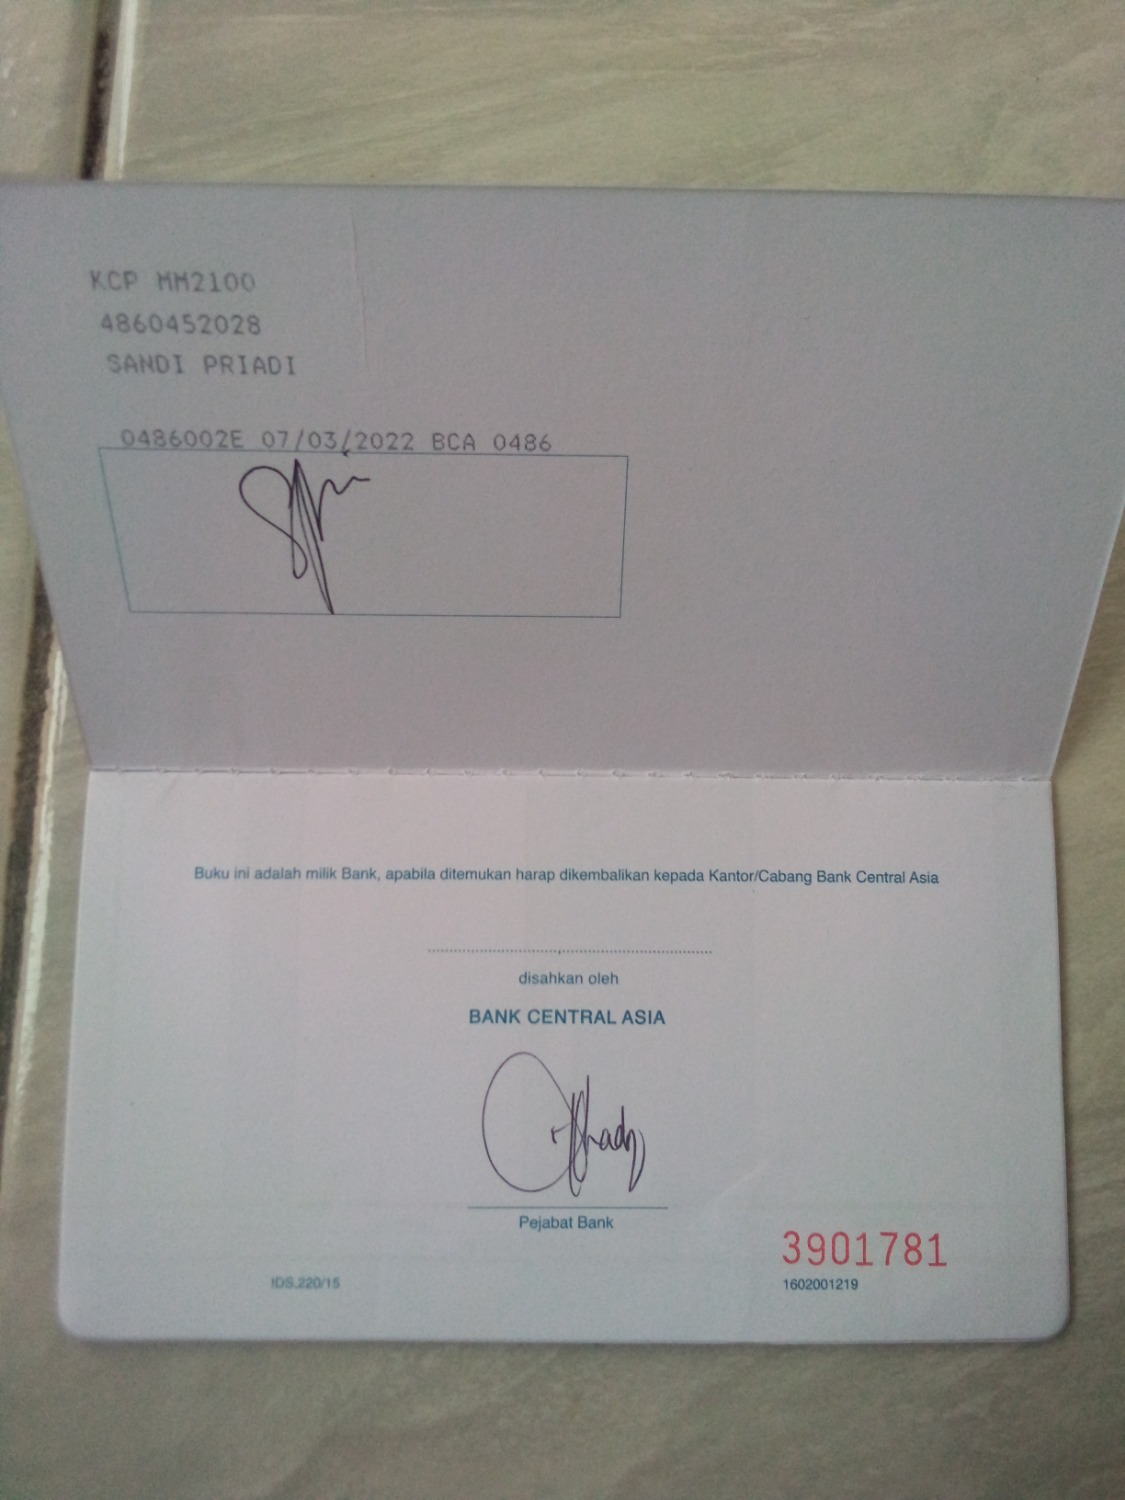 KCP MM2100
4860452028
SANDI PRIADI
0486002E 07/03/2022 BCA 0486
Buku ini adalah milik Bank, apabila ditemukan harap dikembalikan kepada Kantor/Cabang Bank Central Asia
disahkan oleh
BANK CENTRAL ASIA
Pejabat Bank
3901781
IDS.220/15
1602001219